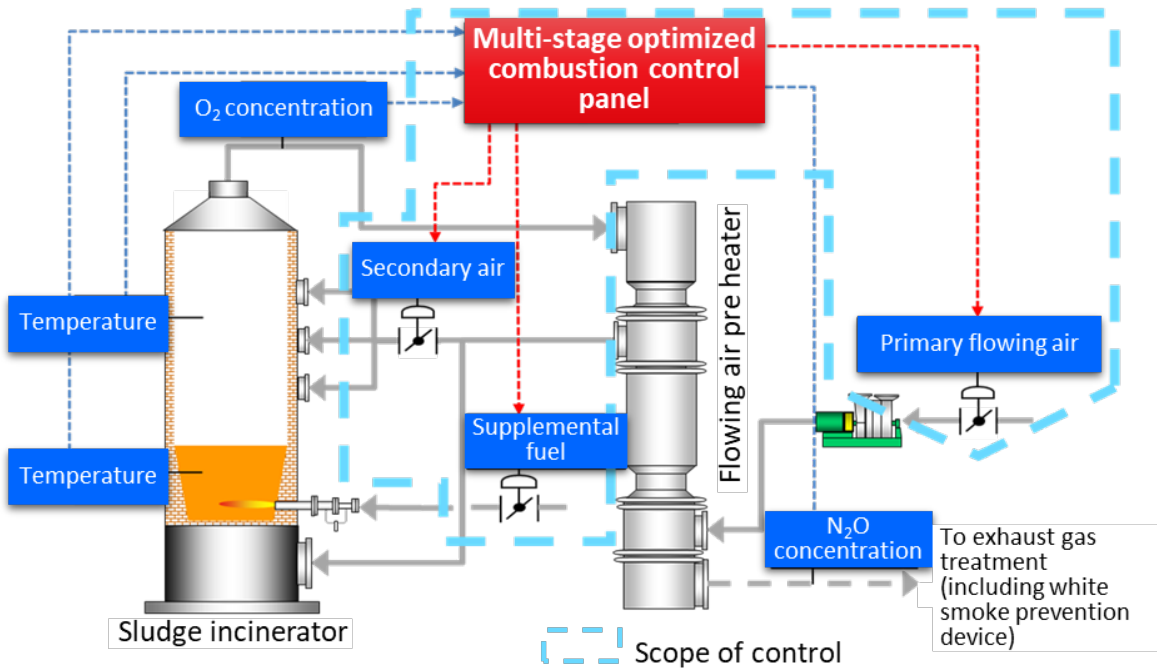 Multi-stage optimized
combustion control
panel
O₂ concentration
Secondary air
Temperature
Primary flowing air
Flowing air pre heater
Supplemental
fuel
Temperature
N₂O
concentration
To exhaust gas
treatment
(including white
smoke prevention
device)
Sludge incinerator
Scope of control